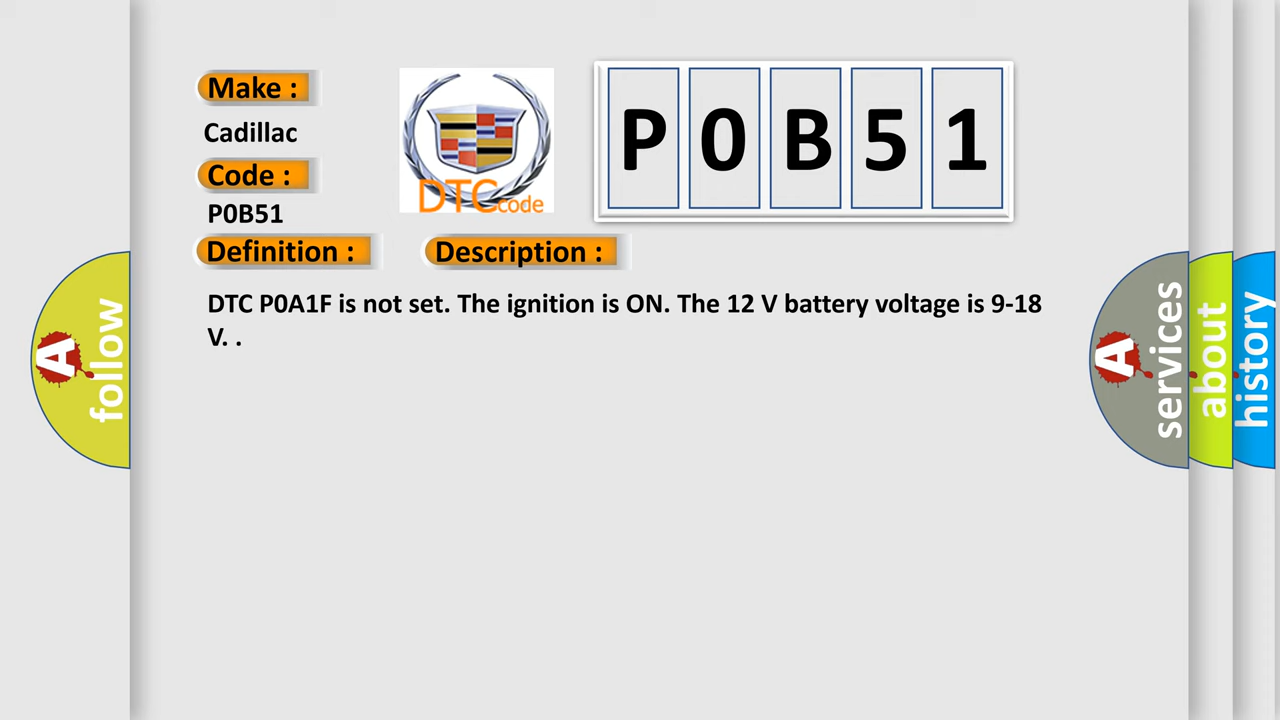 Make :
Cadillac
Code :
P0B51
Definition :
Description :
DTC P0A1F is not set. The ignition is ON. The 12 V battery voltage is 9-18
V. .
DTC code
P 0 B 5 1
A follow
A services
about
history